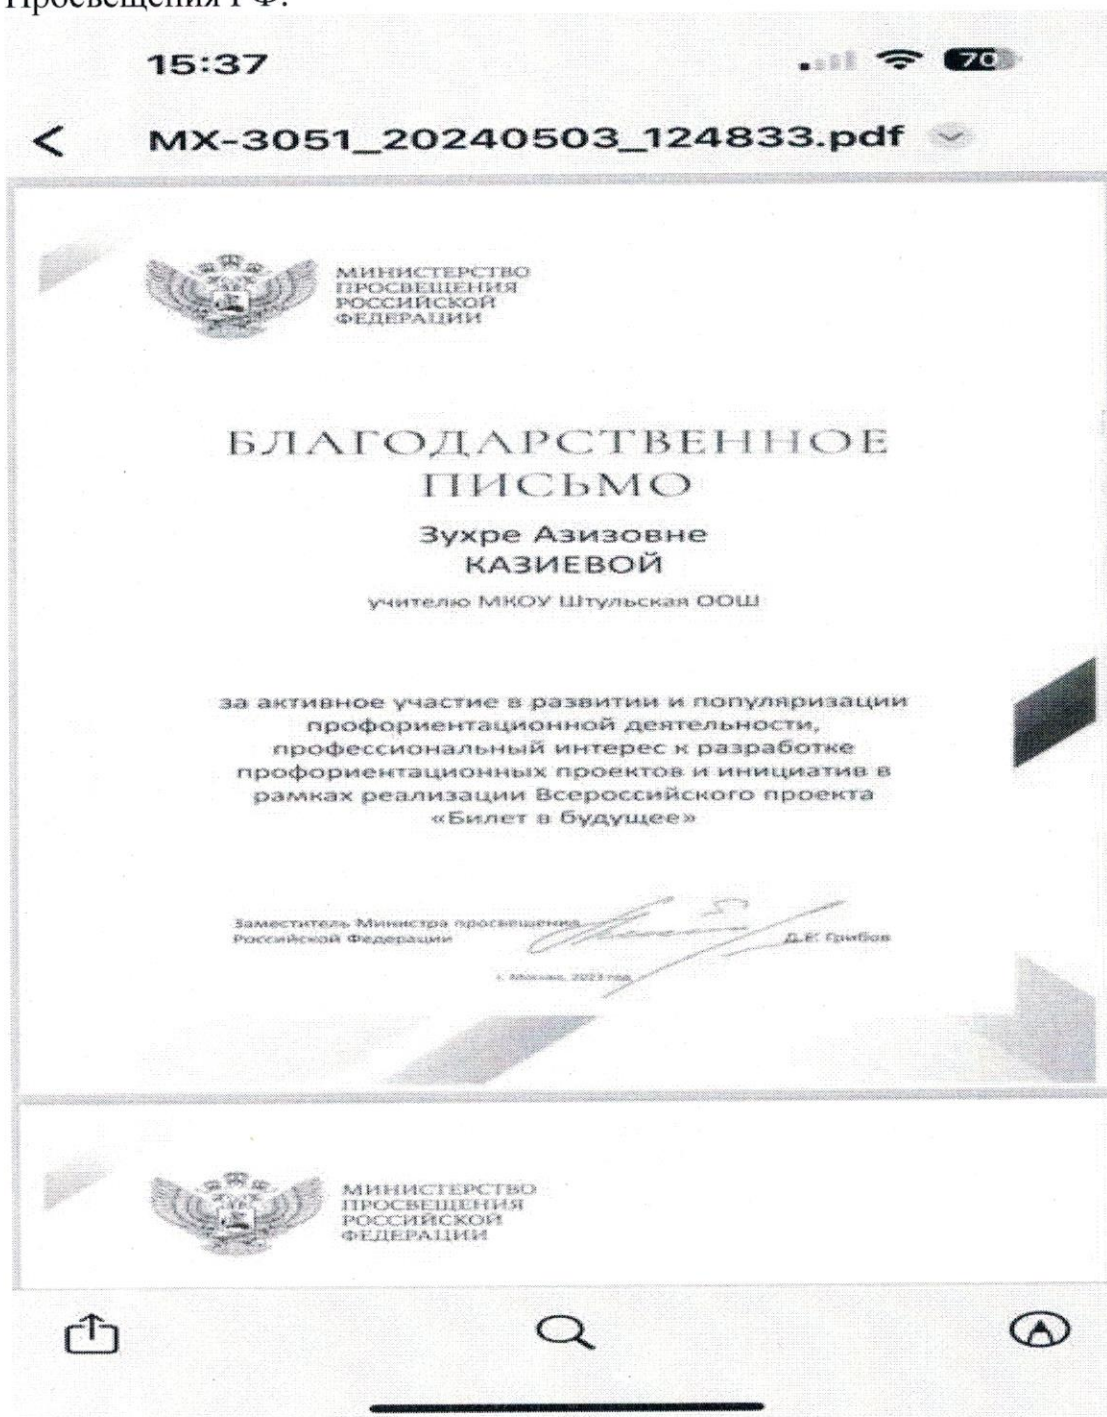 Просвещения РФ.
15:37
70
MX-3051_20240503_124833.pdf
МИНИСТЕРСТВО
ПРОСВЕЩЕНИЯ
РОССИЙСКОЙ
ФЕДЕРАЦИИ
БЛАГОДАРСТВЕННОЕ
ПИСЬМО
Зухре Азизовне
КАЗИЕВОЙ
учителю МКОУ Штульская ООШ
за активное участие в развитии и популяризации
профориентационной деятельности,
профессиональный интерес к разработке
профориентационных проектов и инициатив в
рамках реализации Всероссийского проекта
«Билет в будущее»
Заместитель Министра просвещения
Российской Федерации
Д.Е. Грибов
г. Москва, 2023 год
МИНИСТЕРСТВО
ПРОСВЕЩЕНИЯ
РОССИЙСКОЙ
ФЕДЕРАЦИИ